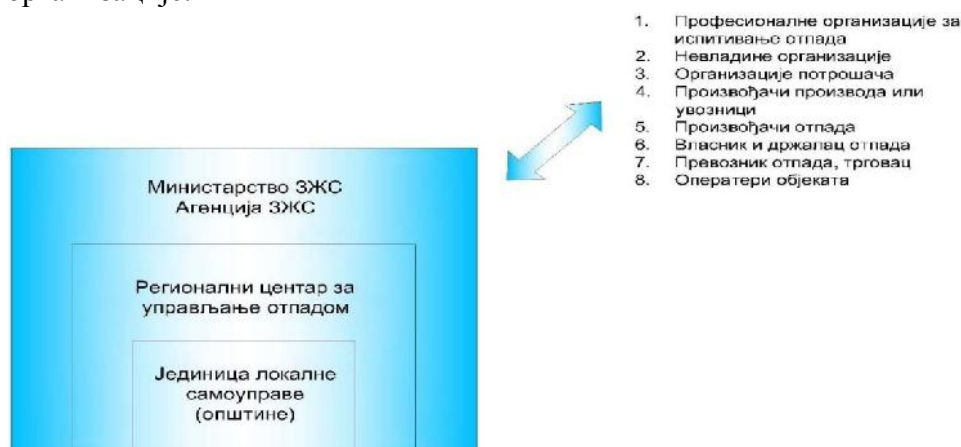 1. Професионалне организације за
испитивање отпада
2. Невладине организације
3. Организације потрошача
4. Произвођачи производа или
увозници
5. Произвођачи отпада
6. Власник и држалац отпада
7. Превозник отпада, трговац
8. Оператери објеката
Министарство ЗЖС
Агенција ЗЖС
Регионални центар за
управљање отпадом
Јединица локалне
самоуправе
(општине)